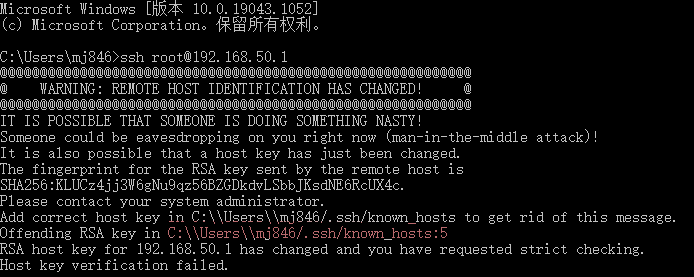 Microsoft Windows [版本 10.0.19043.1052]
(c) Microsoft Corporation。保留所有权利。
C:\Users\mj846>ssh root@192.168.50.1
@@@@@@@@@@@@@@@@@@@@@@@@@@@@@@@@@@@@@@@@@@@@@@@@@@@@@@@@@@@
@    WARNING: REMOTE HOST IDENTIFICATION HAS CHANGED!     @
@@@@@@@@@@@@@@@@@@@@@@@@@@@@@@@@@@@@@@@@@@@@@@@@@@@@@@@@@@@
IT IS POSSIBLE THAT SOMEONE IS DOING SOMETHING NASTY!
Someone could be eavesdropping on you right now (man-in-the-middle attack)!
It is also possible that a host key has just been changed.
The fingerprint for the RSA key sent by the remote host is
SHA256:KLUCz4jj3W6gNu9qz56BZGDkdvLSbbJKsdNE6RcUX4c.
Please contact your system administrator.
Add correct host key in C:\\Users\\mj846/.ssh/known_hosts to get rid of this message.
Offending RSA key in C:\\Users\\mj846/.ssh/known_hosts:5
RSA host key for 192.168.50.1 has changed and you have requested strict checking.
Host key verification failed.